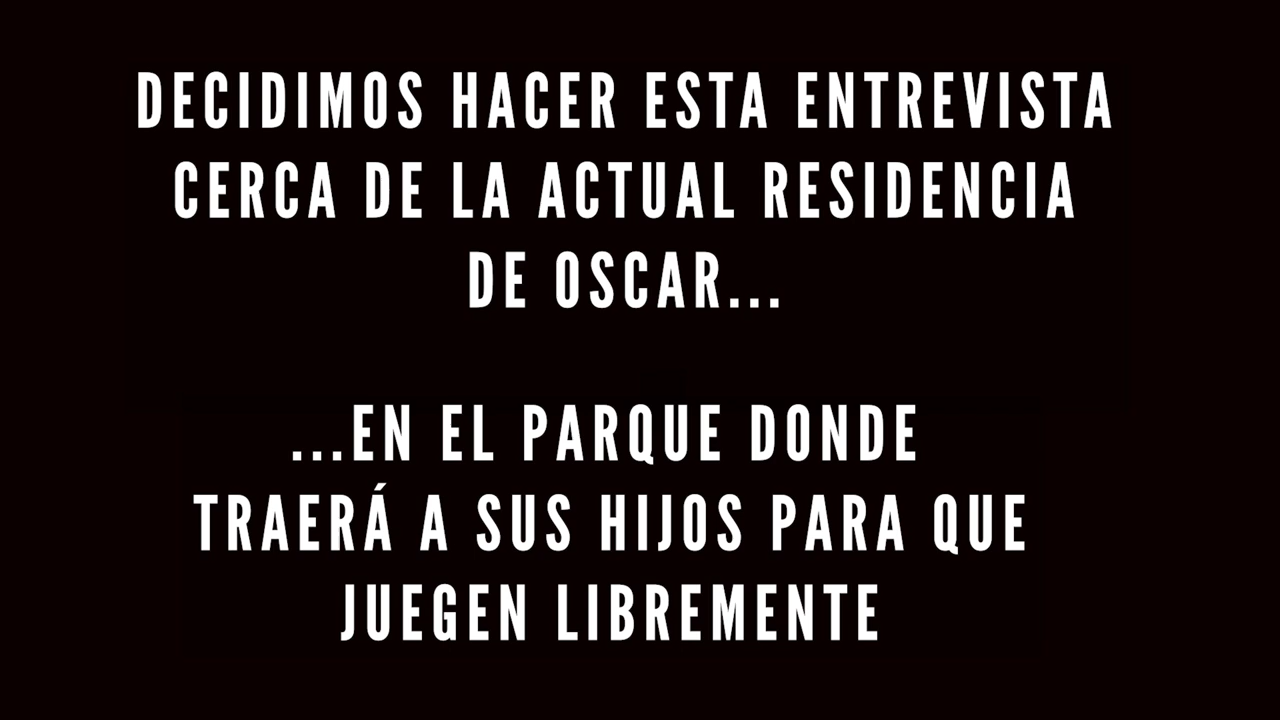 DECIDIMOS HACER ESTA ENTREVISTA
CERCA DE LA ACTUAL RESIDENCIA
DE OSCAR...
...EN EL PARQUE DONDE
TRAERÁ A SUS HIJOS PARA QUE
JUEGEN LIBREMENTE